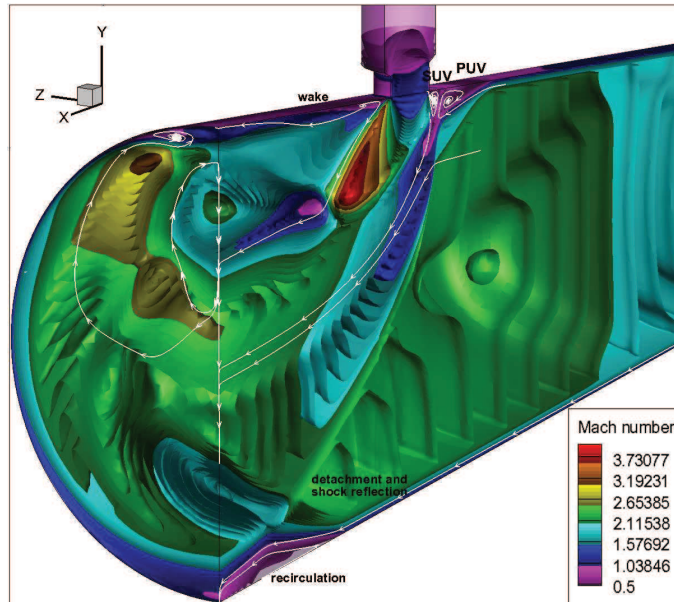 Y
Z
X
SUV
PUV
wake
detachment and
shock reflection
recirculation
Mach number
3.73077
3.19231
2.65385
2.11538
1.57692
1.03846
0.5